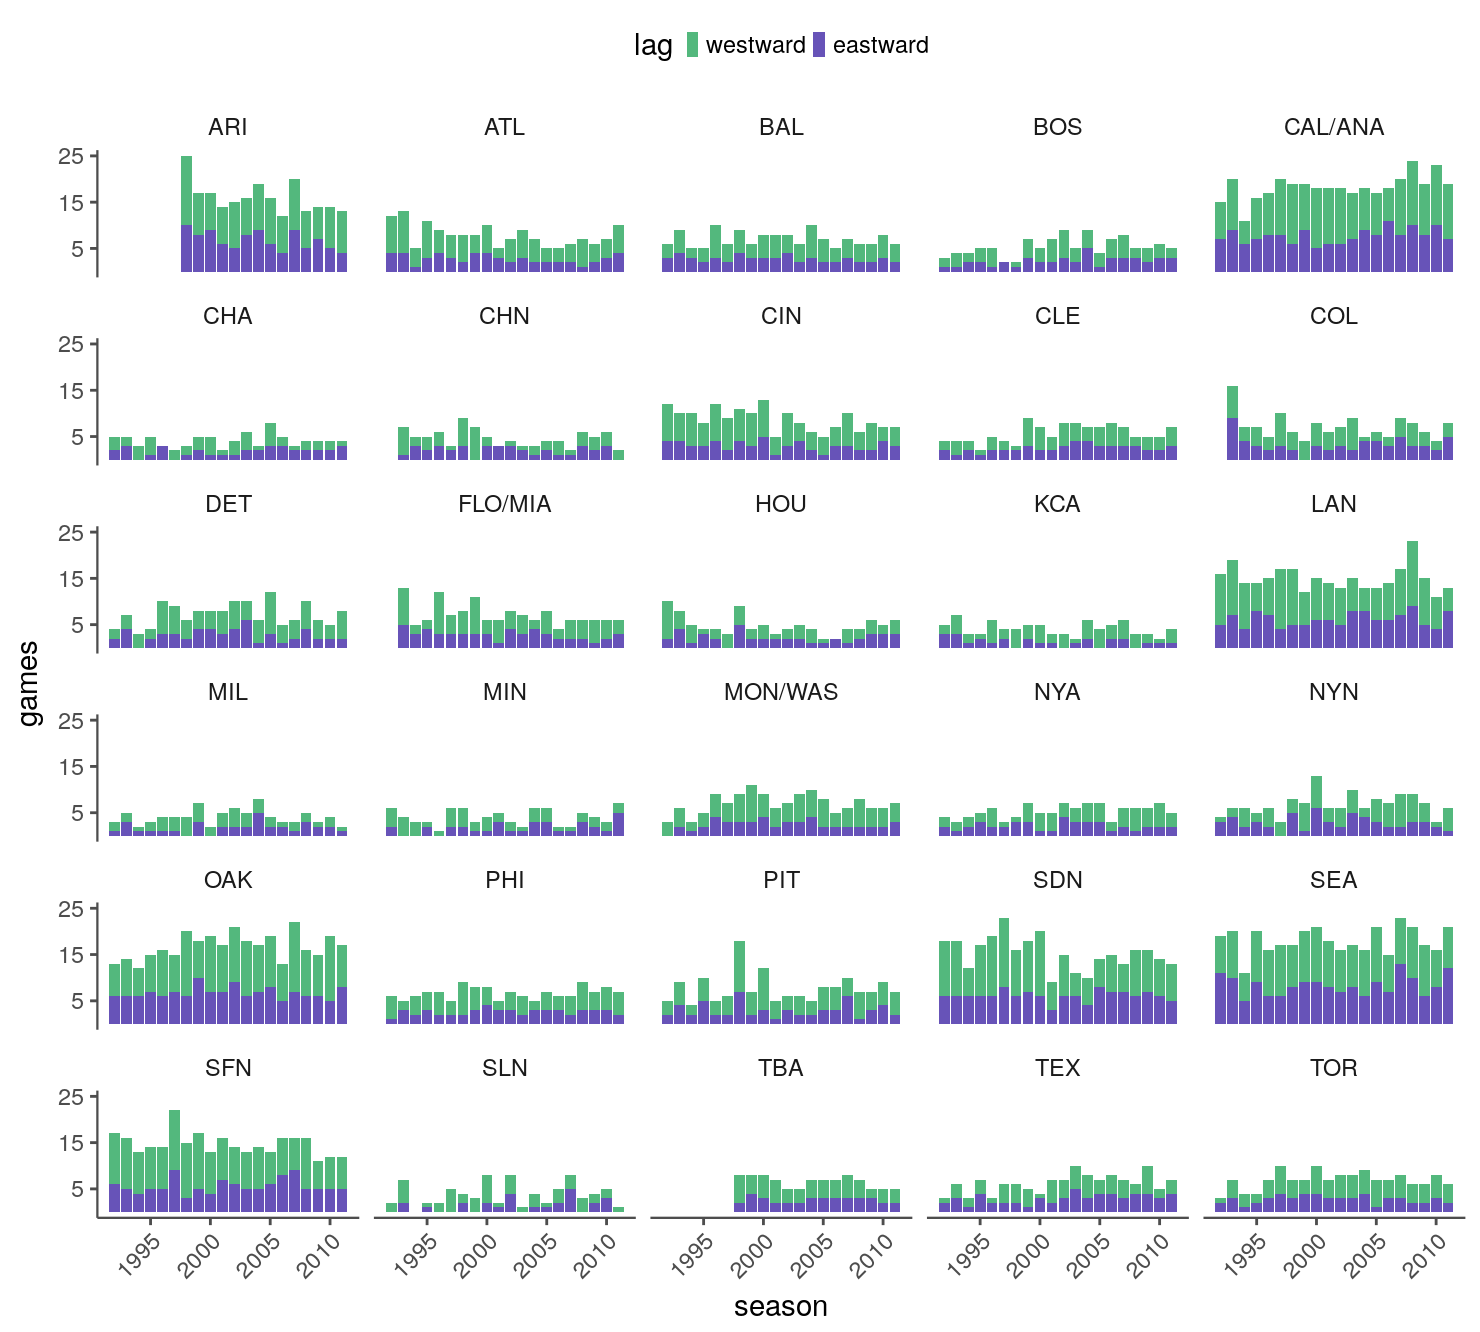 lag westward eastward
ARI ATL BAL BOS CAL/ANA
25
15
5
CHA CHN CIN CLE COL
25
15
5
DET FLO/MIA HOU KCA LAN
25
15
5
games
MIL MIN MON/WAS NYA NYN
25
15
5
OAK PHI PIT SDN SEA
25
15
5
SFN SLN TBA TEX TOR
25
15
5
1995 2000 2005 2010 1995 2000 2005 2010 1995 2000 2005 2010 1995 2000 2005 2010 1995 2000 2005 2010
season